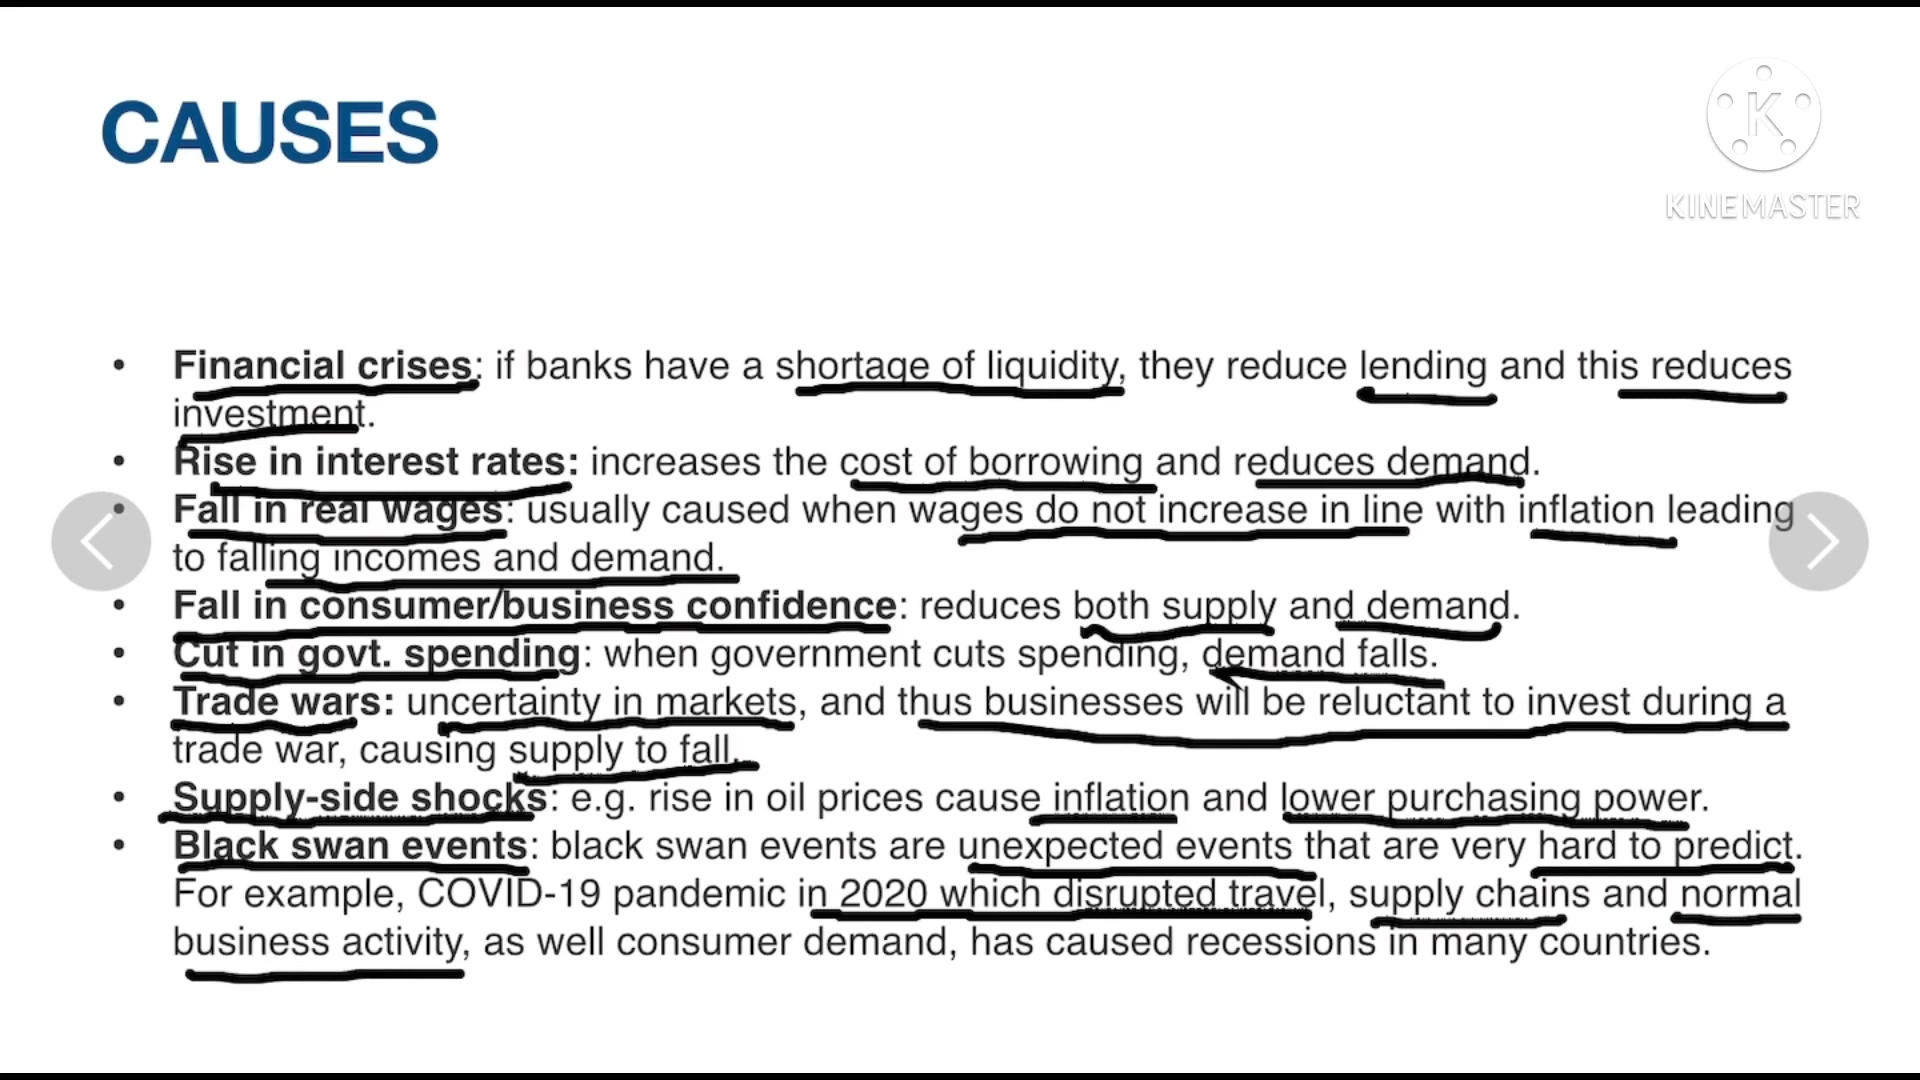 CAUSES
K
KINEMASTER
• Financial crises: if banks have a shortage of liquidity, they reduce lending and this reduces
investment.
• Rise in interest rates: increases the cost of borrowing and reduces demand.
• Fall in real wages: usually caused when wages do not increase in line with inflation leading
to falling incomes and demand.
• Fall in consumer/business confidence: reduces both supply and demand.
• Cut in govt. spending: when government cuts spending, demand falls.
• Trade wars: uncertainty in markets, and thus businesses will be reluctant to invest during a
trade war, causing supply to fall.
• Supply-side shocks: e.g. rise in oil prices cause inflation and lower purchasing power.
• Black swan events: black swan events are unexpected events that are very hard to predict.
For example, COVID-19 pandemic in 2020 which disrupted travel, supply chains and normal
business activity, as well consumer demand, has caused recessions in many countries.